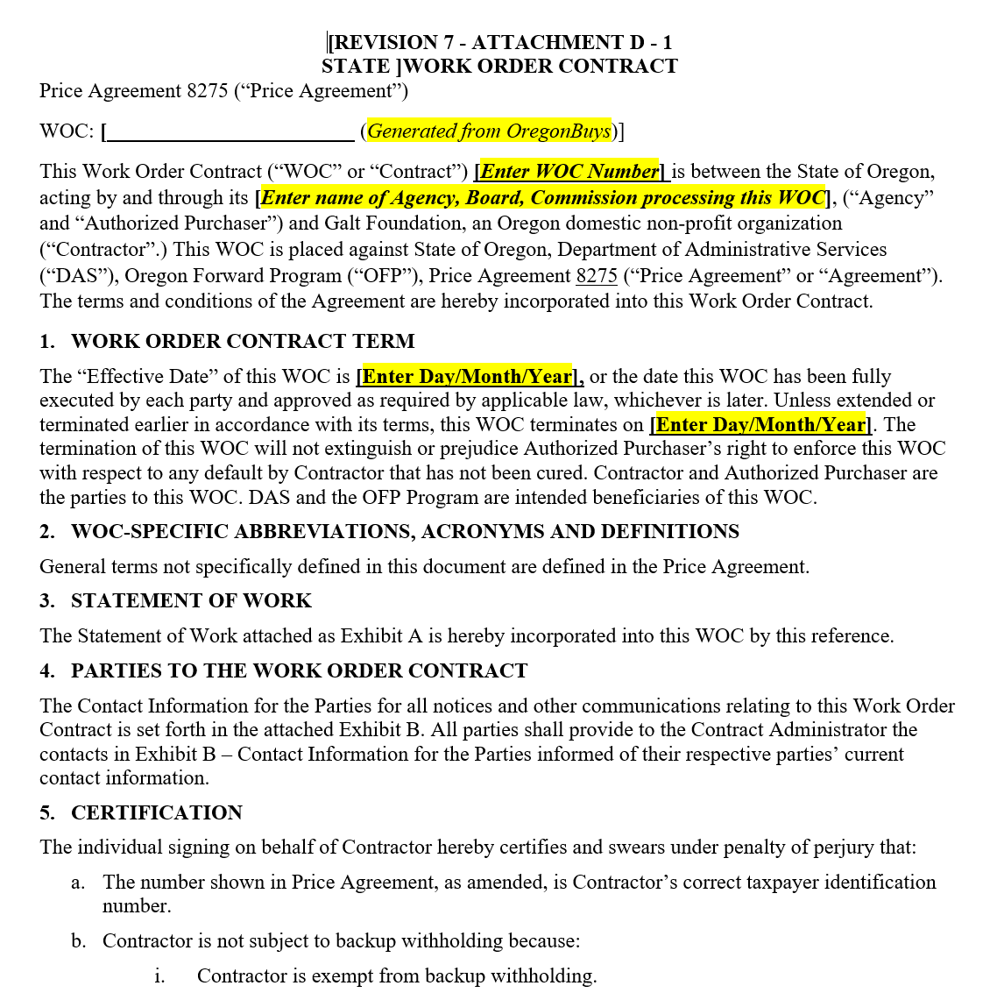 [REVISION 7 - ATTACHMENT D - 1
STATE ]WORK ORDER CONTRACT
Price Agreement 8275 (“Price Agreement”)
WOC: [________________________ (Generated from OregonBuys)]
This Work Order Contract (“WOC” or “Contract”) [Enter WOC Number] is between the State of Oregon,
acting by and through its [Enter name of Agency, Board, Commission processing this WOC], (“Agency”
and “Authorized Purchaser”) and Galt Foundation, an Oregon domestic non-profit organization
(“Contractor”.) This WOC is placed against State of Oregon, Department of Administrative Services
(“DAS”), Oregon Forward Program (“OFP”), Price Agreement 8275 (“Price Agreement” or “Agreement”).
The terms and conditions of the Agreement are hereby incorporated into this Work Order Contract.
1. WORK ORDER CONTRACT TERM
The “Effective Date” of this WOC is [Enter Day/Month/Year], or the date this WOC has been fully
executed by each party and approved as required by applicable law, whichever is later. Unless extended or
terminated earlier in accordance with its terms, this WOC terminates on [Enter Day/Month/Year]. The
termination of this WOC will not extinguish or prejudice Authorized Purchaser’s right to enforce this WOC
with respect to any default by Contractor that has not been cured. Contractor and Authorized Purchaser are
the parties to this WOC. DAS and the OFP Program are intended beneficiaries of this WOC.
2. WOC-SPECIFIC ABBREVIATIONS, ACRONYMS AND DEFINITIONS
General terms not specifically defined in this document are defined in the Price Agreement.
3. STATEMENT OF WORK
The Statement of Work attached as Exhibit A is hereby incorporated into this WOC by this reference.
4. PARTIES TO THE WORK ORDER CONTRACT
The Contact Information for the Parties for all notices and other communications relating to this Work Order
Contract is set forth in the attached Exhibit B. All parties shall provide to the Contract Administrator the
contacts in Exhibit B – Contact Information for the Parties informed of their respective parties’ current
contact information.
5. CERTIFICATION
The individual signing on behalf of Contractor hereby certifies and swears under penalty of perjury that:
a. The number shown in Price Agreement, as amended, is Contractor’s correct taxpayer identification
number.
b. Contractor is not subject to backup withholding because:
i. Contractor is exempt from backup withholding.